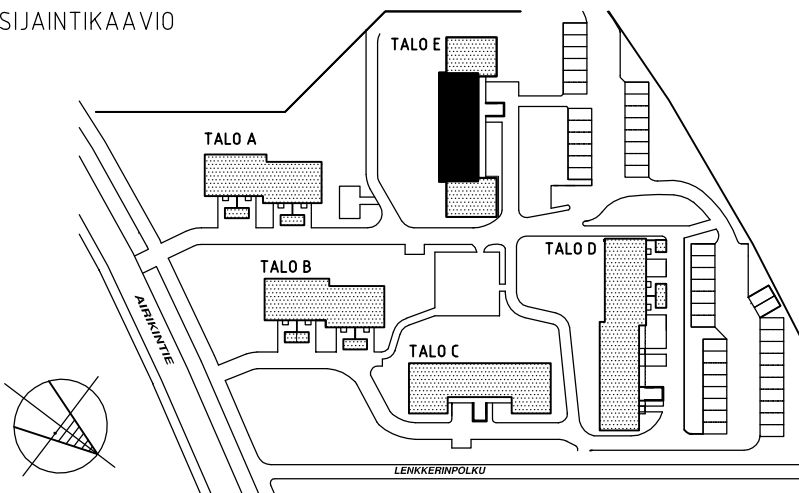 SIJAINTIKAAVIO
TALO E
TALO A
TALO D
TALO B
AIRIKINTIE
TALO C
LENKKERINPOLKU